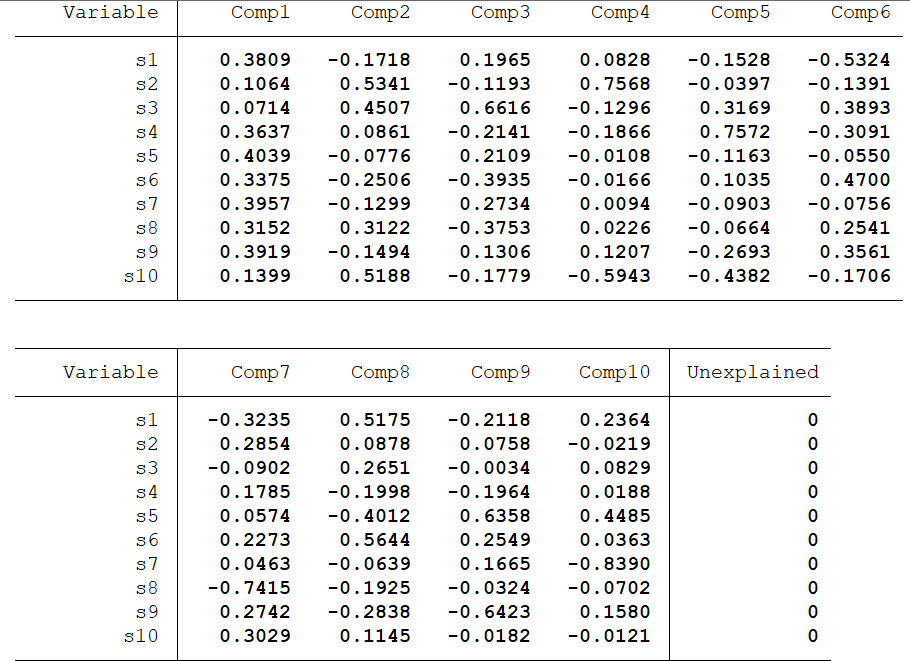 Variable Comp1 Comp2 Comp3 Comp4 Comp5 Comp6
s1 0.3809 -0.1718 0.1965 0.0828 -0.1528 -0.5324
s2 0.1064 0.5341 -0.1193 0.7568 -0.0397 -0.1391
s3 0.0714 0.4507 0.6616 -0.1296 0.3169 0.3893
s4 0.3637 0.0861 -0.2141 -0.1866 0.7572 -0.3091
s5 0.4039 -0.0776 0.2109 -0.0108 -0.1163 -0.0550
s6 0.3375 -0.2506 -0.3935 -0.0166 0.1035 0.4700
s7 0.3957 -0.1299 0.2734 0.0094 -0.0903 -0.0756
s8 0.3152 0.3122 -0.3753 0.0226 -0.0664 0.2541
s9 0.3919 -0.1494 0.1306 0.1207 -0.2693 0.3561
s10 0.1399 0.5188 -0.1779 -0.5943 -0.4382 -0.1706
Variable Comp7 Comp8 Comp9 Comp10 Unexplained
s1 -0.3235 0.5175 -0.2118 0.2364 0
s2 0.2854 0.0878 0.0758 -0.0219 0
s3 -0.0902 0.2651 -0.0034 0.0829 0
s4 0.1785 -0.1998 -0.1964 0.0188 0
s5 0.0574 -0.4012 0.6358 0.4485 0
s6 0.2273 0.5644 0.2549 0.0363 0
s7 0.0463 -0.0639 0.1665 -0.8390 0
s8 -0.7415 -0.1925 -0.0324 -0.0702 0
s9 0.2742 -0.2838 -0.6423 0.1580 0
s10 0.3029 0.1145 -0.0182 -0.0121 0